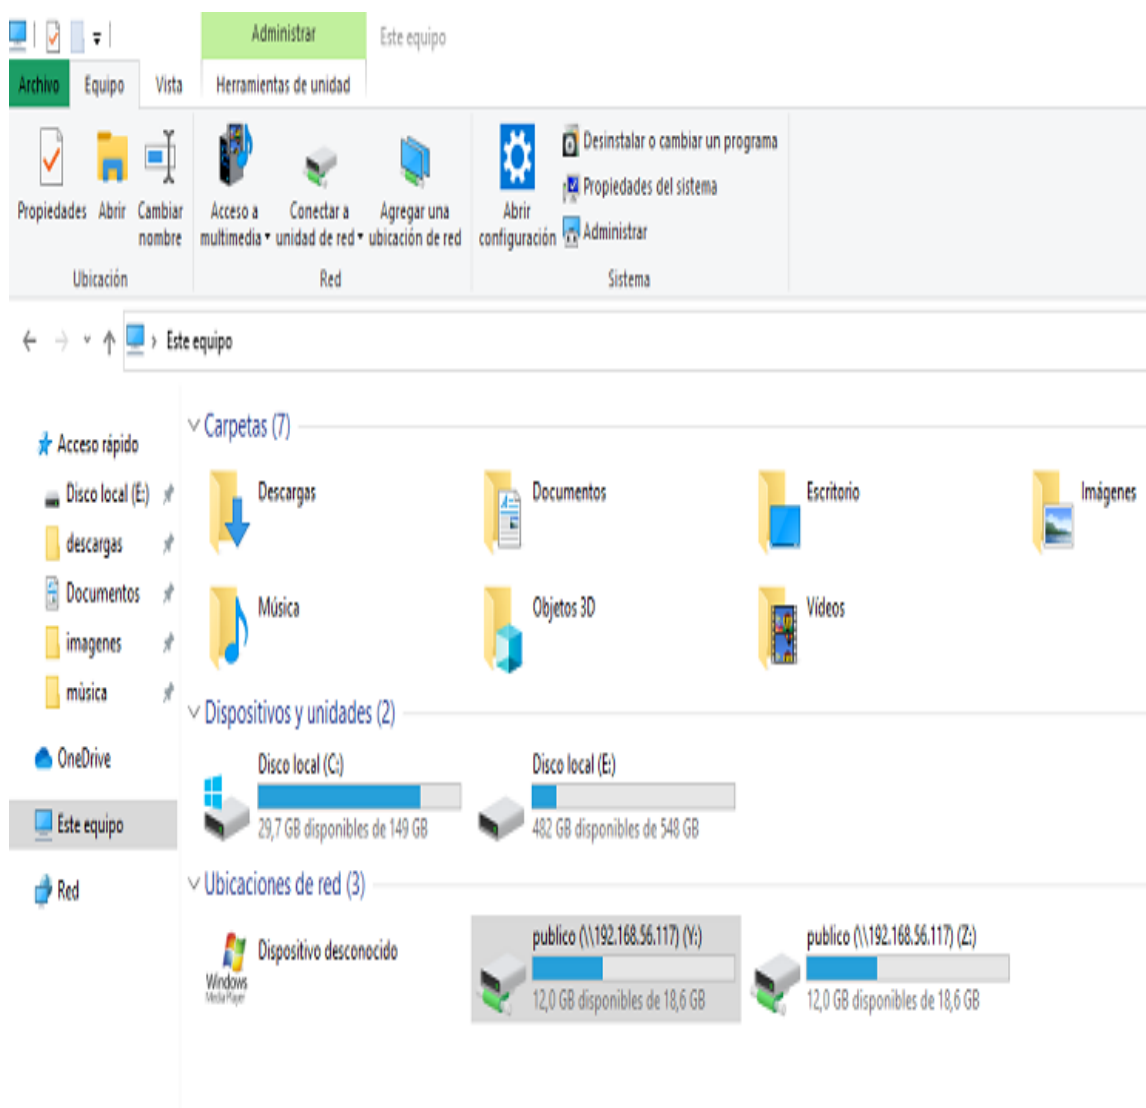 Administrar
Este equipo
Archivo
Equipo
Vista
Herramientas de unidad
Propiedades
Abrir
Cambiar
nombre
Ubicación
Acceso a
multimedia
Conectar a
unidad de red
Agregar una
ubicación de red
Red
Abrir
configuración
Desinstalar o cambiar un programa
Propiedades del sistema
Administrar
Sistema
Este equipo
Acceso rápido
Disco local (E:)
descargas
Documentos
imagenes
música
OneDrive
Este equipo
Red
Carpetas (7)
Descargas
Documentos
Escritorio
Imágenes
Música
Objetos 3D
Vídeos
Dispositivos y unidades (2)
Disco local (C:)
29,7 GB disponibles de 149 GB
Disco local (E:)
482 GB disponibles de 548 GB
Ubicaciones de red (3)
Windows
Media Player
Dispositivo desconocido
publico (\\192.168.56.117) (Y:)
12,0 GB disponibles de 18,6 GB
publico (\\192.168.56.117) (Z:)
12,0 GB disponibles de 18,6 GB